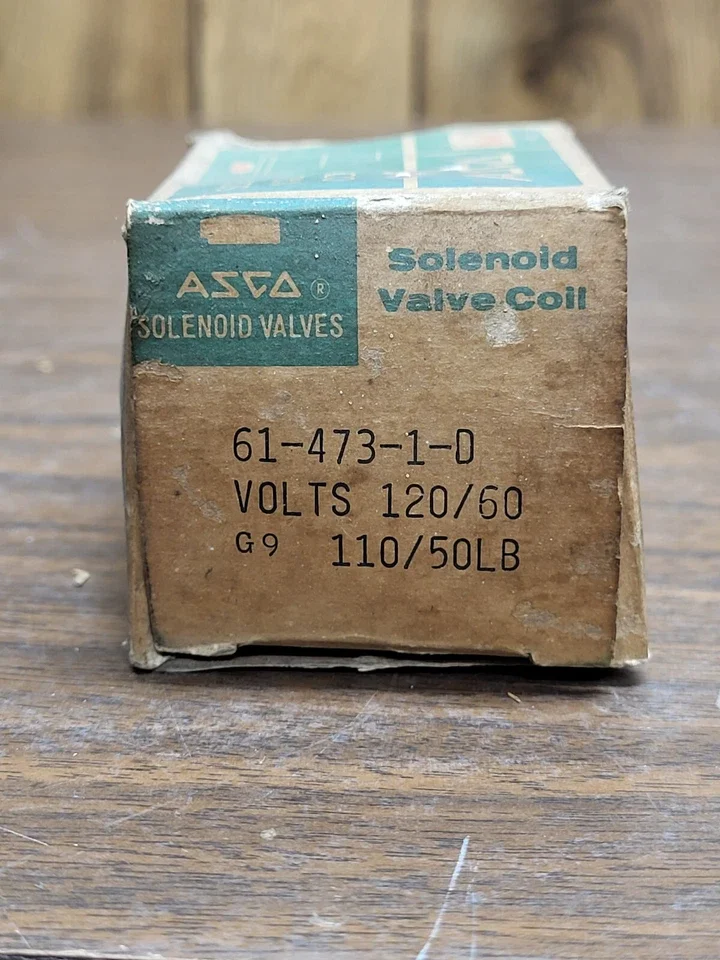 ASCO ®
SOLENOID VALVES
Solenoid
Valve Coil
61-473-1-D
VOLTS 120/60
G9 110/50LB